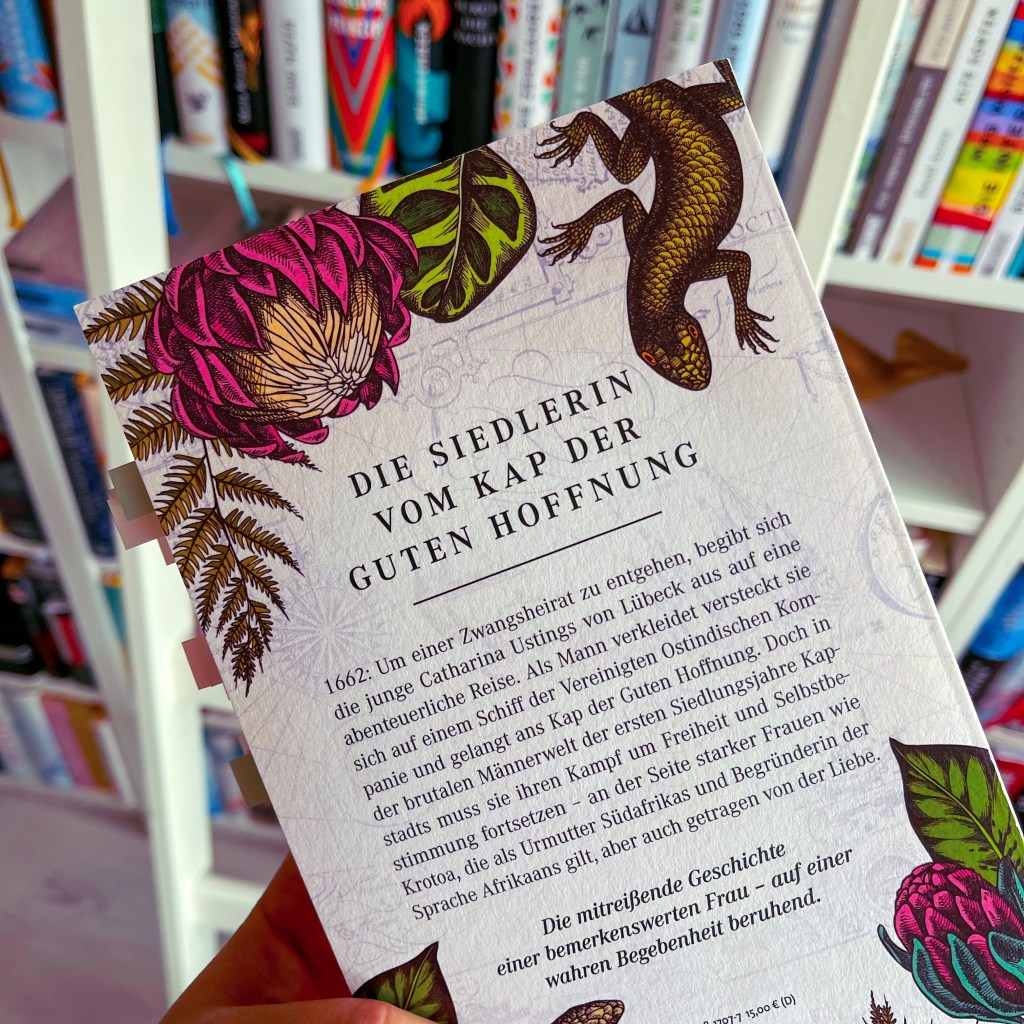 DIE SIEDLERIN
VOM KAP DER
GUTEN HOFFNUNG
1662: Um einer Zwangsheirat zu entgehen, begibt sich
die junge Catharina Ustings von Lübeck aus auf eine
abenteuerliche Reise. Als Mann verkleidet versteckt sie
sich auf einem Schiff der Vereinigten Ostindischen Kom-
panie und gelangt ans Kap der Guten Hoffnung. Doch in
der brutalen Männerwelt der ersten Siedlungsjahre Kap-
stadts muss sie ihren Kampf um Freiheit und Selbstbe-
stimmung fortsetzen – an der Seite starker Frauen wie
Krotoa, die als Urmutter Südafrikas und Begründerin der
Sprache Afrikaans gilt, aber auch getragen von der Liebe.
Die mitreißende Geschichte
einer bemerkenswerten Frau – auf einer
wahren Begebenheit beruhend.
15,00 € (D)